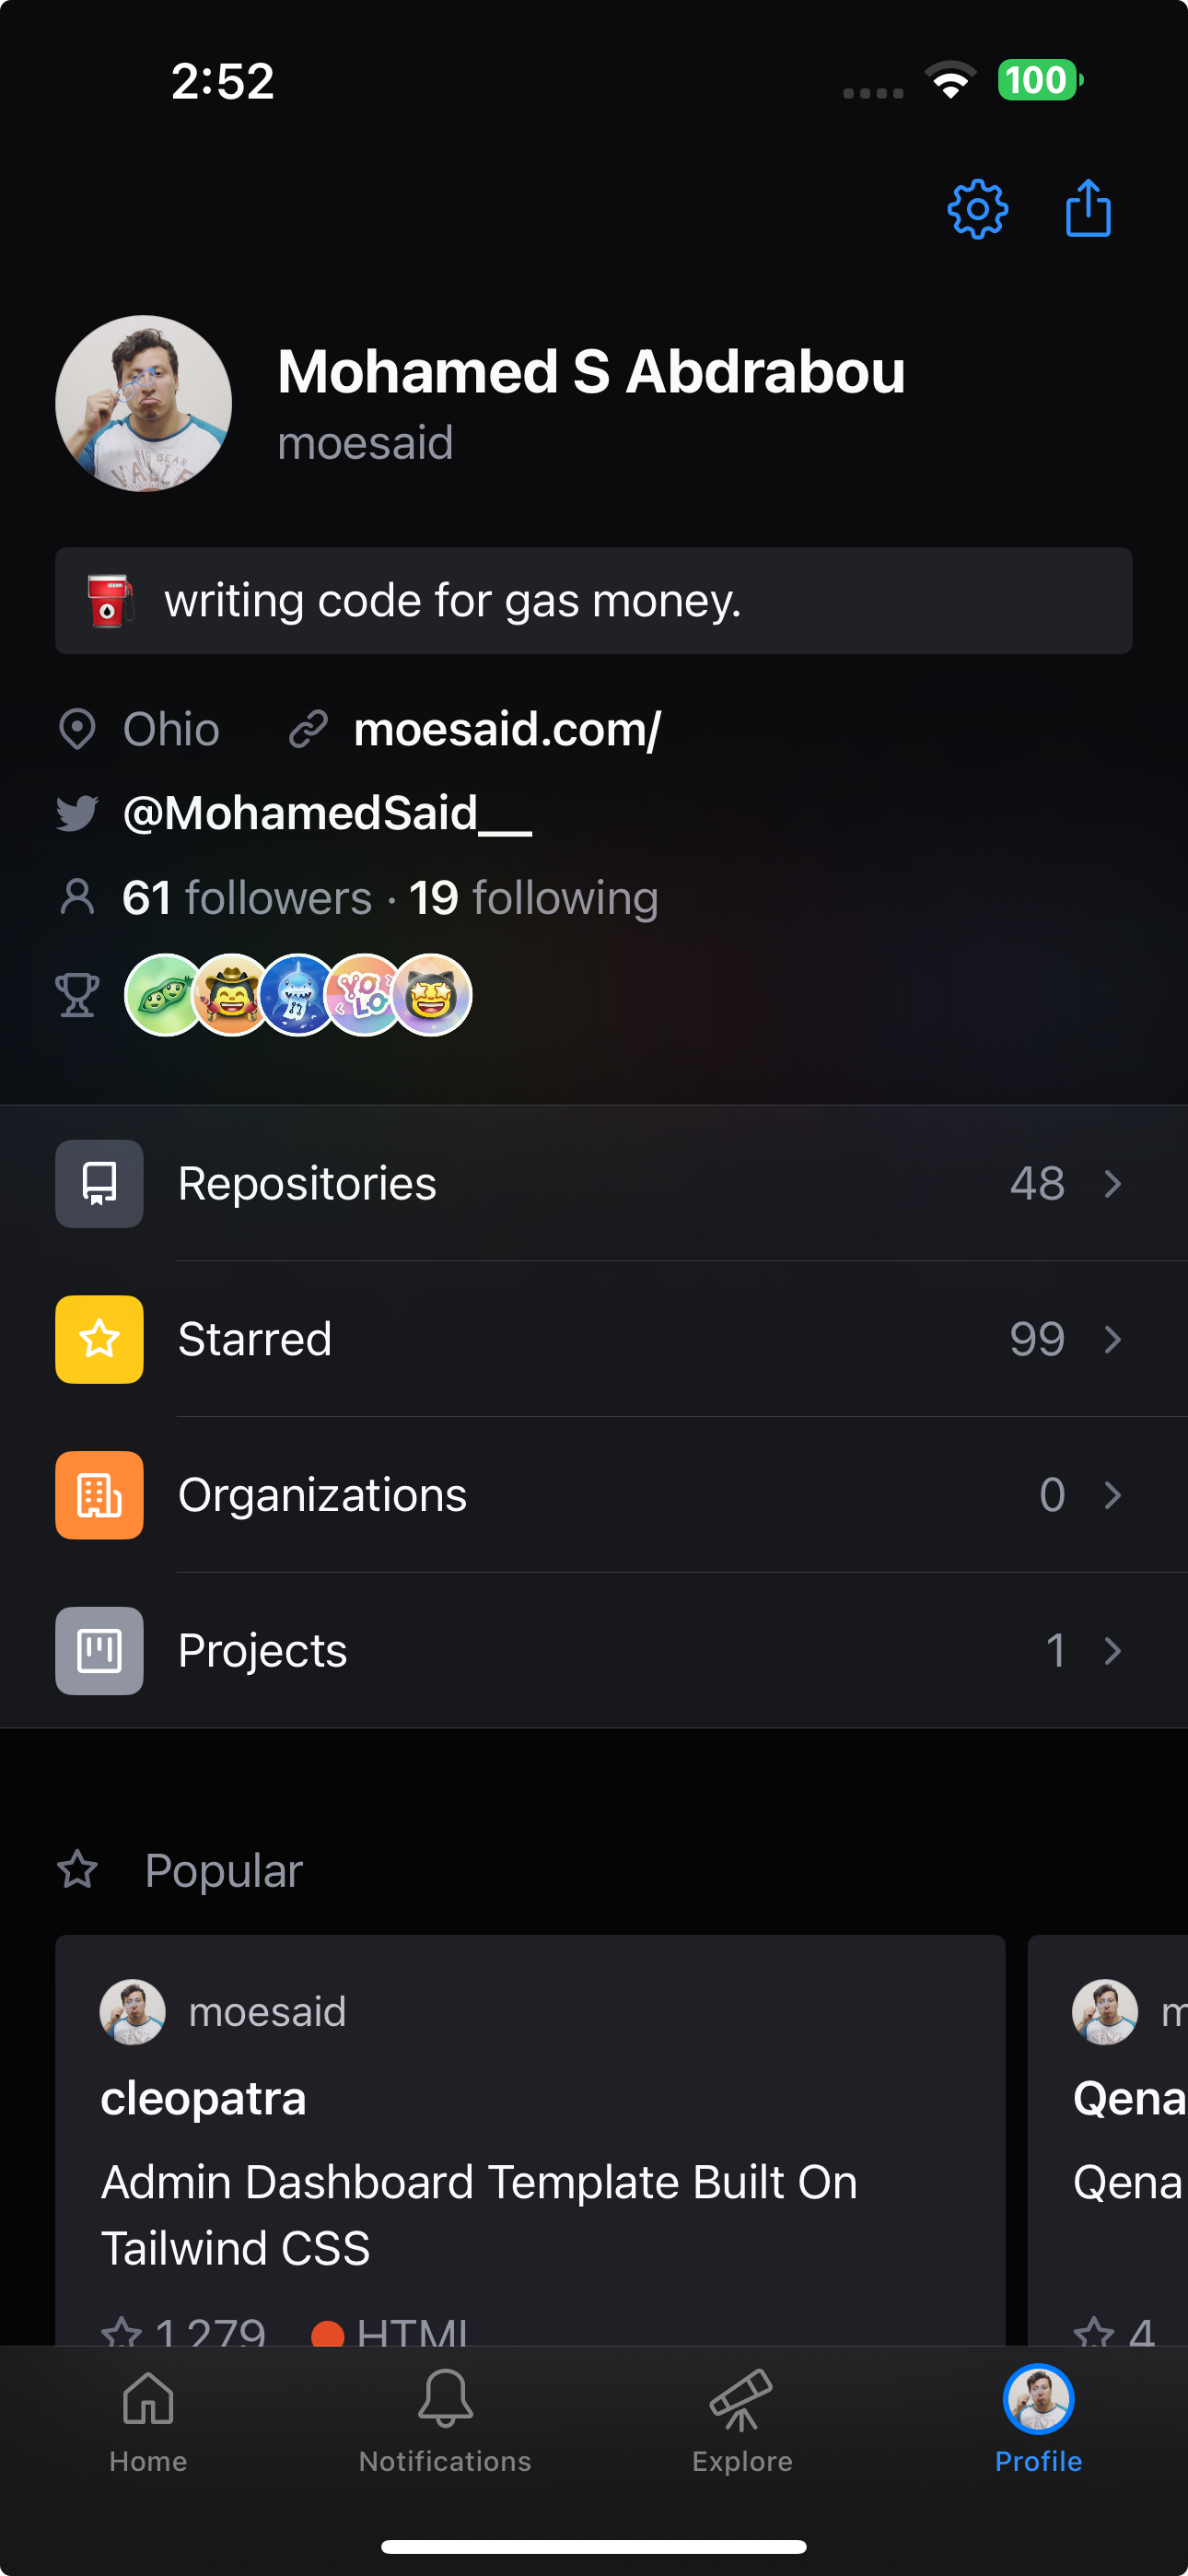 2:52
100
Mohamed S Abdrabou
moesaid
writing code for gas money.
Ohio
moesaid.com/
@MohamedSaid__
61 followers · 19 following
YOLO
Repositories
48
Starred
99
Organizations
0
Projects
1
Popular
moesaid
cleopatra
Admin Dashboard Template Built On
Tailwind CSS
1 279
HTML
m
Qena
Qena
4
Home
Notifications
Explore
Profile